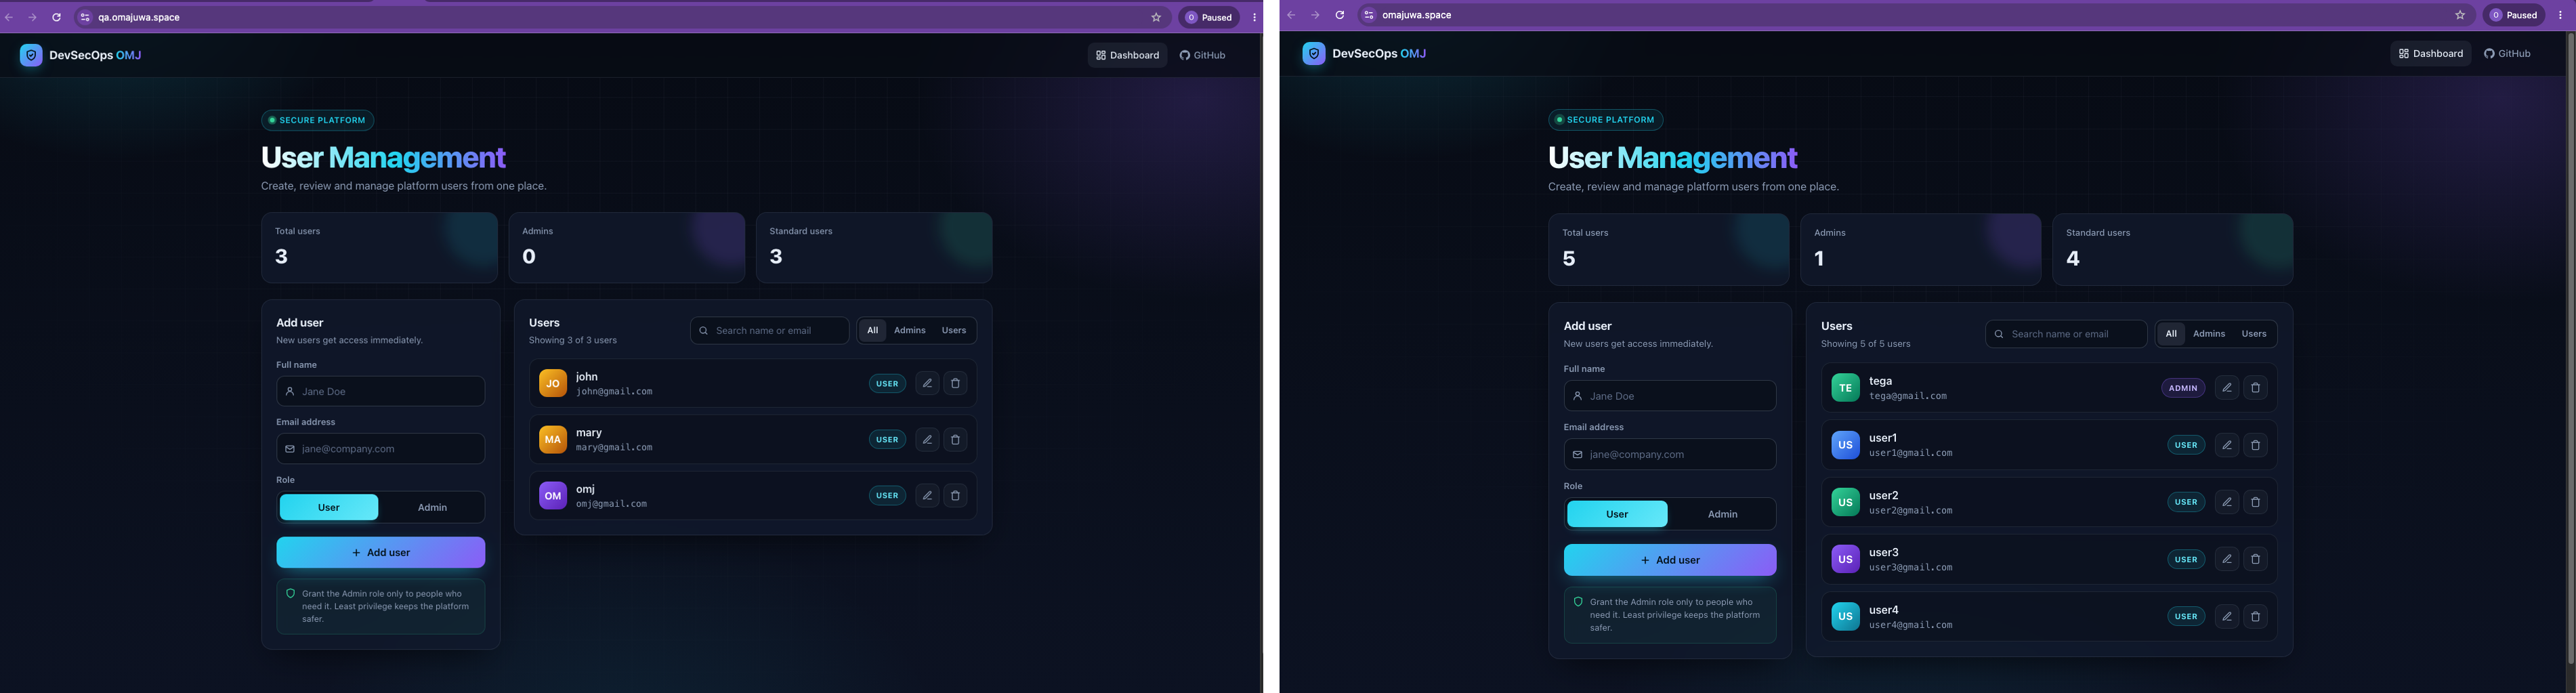 qa.omajuwa.space
O Paused
DevSecOps OMJ
Dashboard
GitHub
SECURE PLATFORM
User Management
Create, review and manage platform users from one place.
Total users
3
Admins
0
Standard users
3
Add user
New users get access immediately.
Full name
Jane Doe
Email address
jane@company.com
Role
User
Admin
+ Add user
Grant the Admin role only to people who
need it. Least privilege keeps the platform
safer.
Users
Showing 3 of 3 users
Search name or email
All
Admins
Users
JO
john
john@gmail.com
USER
MA
mary
mary@gmail.com
USER
OM
omj
omj@gmail.com
USER
omajuwa.space
O Paused
DevSecOps OMJ
Dashboard
GitHub
SECURE PLATFORM
User Management
Create, review and manage platform users from one place.
Total users
5
Admins
1
Standard users
4
Add user
New users get access immediately.
Full name
Jane Doe
Email address
jane@company.com
Role
User
Admin
+ Add user
Grant the Admin role only to people who
need it. Least privilege keeps the platform
safer.
Users
Showing 5 of 5 users
Search name or email
All
Admins
Users
TE
tega
tega@gmail.com
ADMIN
US
user1
user1@gmail.com
USER
US
user2
user2@gmail.com
USER
US
user3
user3@gmail.com
USER
US
user4
user4@gmail.com
USER